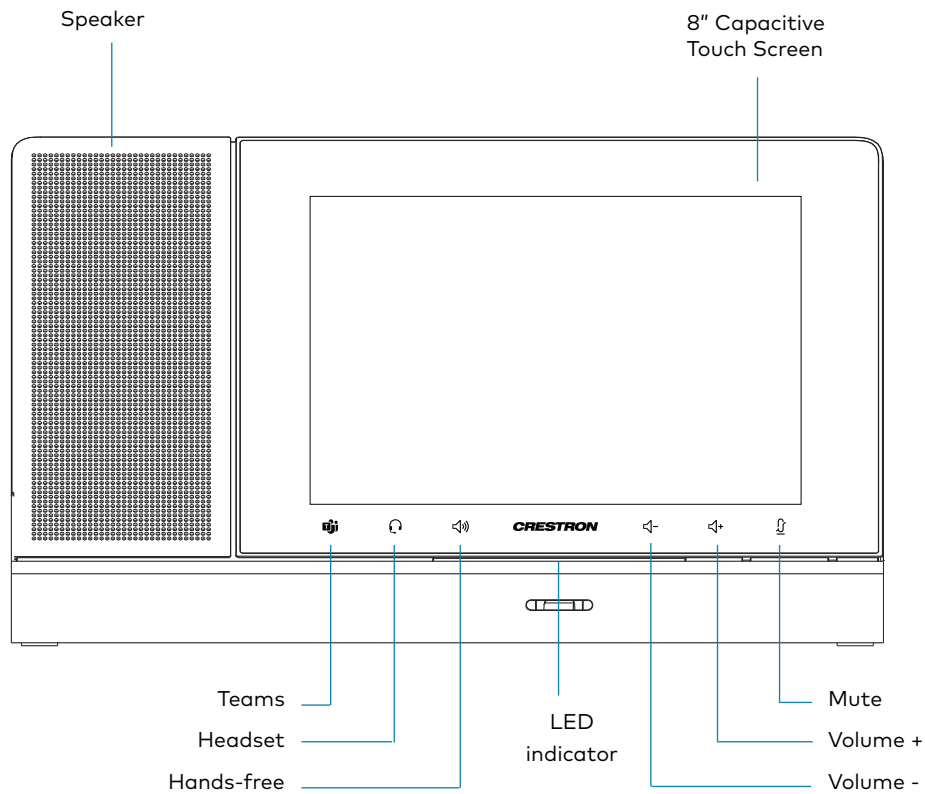 Speaker
8" Capacitive
Touch Screen
CRESTRON
Teams
Headset
Hands-free
LED
indicator
Mute
Volume +
Volume -